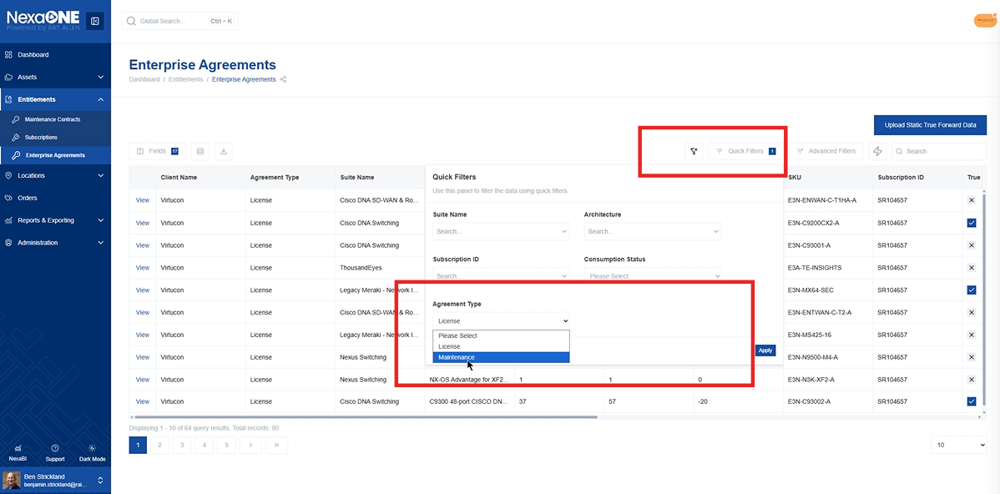 NexaONE
Powered by RAY ALLEN
Global Search...
Ctrl + K
Dashboard
Assets
Entitlements
Maintenance Contracts
Subscriptions
Enterprise Agreements
Locations
Orders
Reports & Exporting
Administration
NexaBI
Support
Dark Mode
Ben Strickland
benjamin.strickland@rai...
Enterprise Agreements
Dashboard / Entitlements / Enterprise Agreements
Upload Static True Forward Data
Fields 17
Quick Filters 1
Advanced Filters
Search
Client Name Agreement Type Suite Name SKU Subscription ID True
View Virtucon License Cisco DNA SD-WAN & Ro... E3N-ENWAN-C-T1HA-A SR104657
View Virtucon License Cisco DNA Switching E3N-C9200CX2-A SR104657
View Virtucon License Cisco DNA Switching E3N-C93001-A SR104657
View Virtucon License ThousandEyes E3A-TE-INSIGHTS SR104657
View Virtucon License Legacy Meraki - Network I... E3N-MX64-SEC SR104657
View Virtucon License Cisco DNA SD-WAN & Ro... E3N-ENTWAN-C-T2-A SR104657
View Virtucon License Legacy Meraki - Network I... E3N-MS425-16 SR104657
View Virtucon License Nexus Switching E3N-N9500-M4-A SR104657
View Virtucon License Nexus Switching NX-OS Advantage for XF2... 1 1 0 E3N-N3K-XF2-A SR104657
View Virtucon License Cisco DNA Switching C9300 48-port CISCO DN... 37 57 -20 E3N-C93002-A SR104657
Quick Filters
Use this panel to filter the data using quick filters.
Suite Name
Search...
Architecture
Search...
Subscription ID
Search...
Consumption Status
Please Select
Agreement Type
License
Please Select
License
Maintenance
Apply
Displaying 1 - 10 of 64 query results. Total records: 80
1 2 3 4 5 › »
10